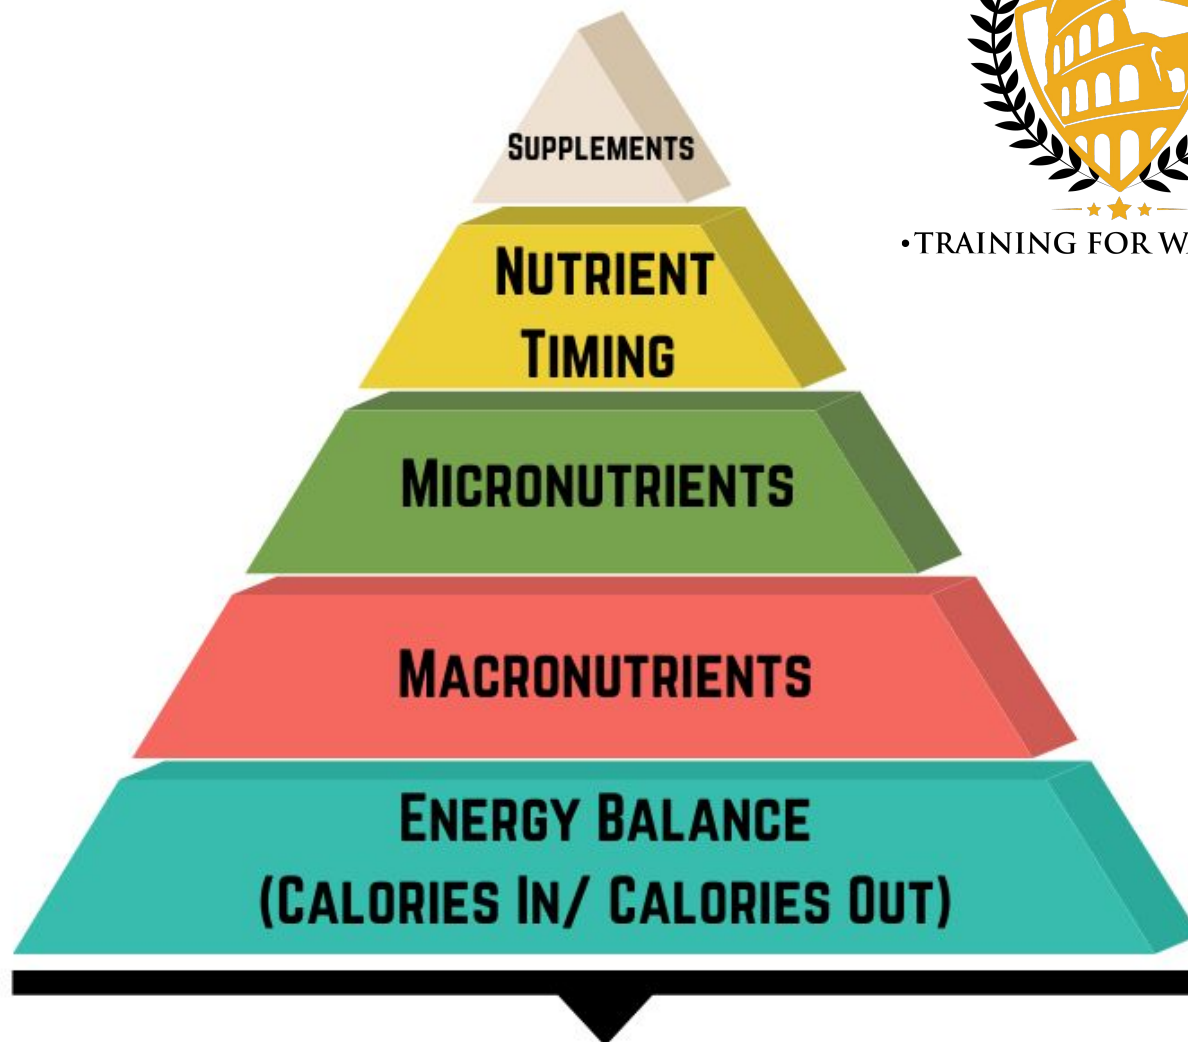 SUPPLEMENTS
NUTRIENT
TIMING
MICRONUTRIENTS
MACRONUTRIENTS
ENERGY BALANCE
(CALORIES IN/ CALORIES OUT)
•TRAINING FOR